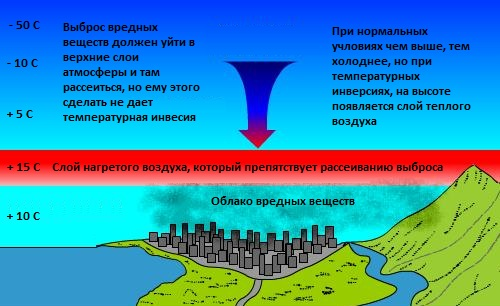 - 50 С
- 10 С
+ 5 С
+ 15 С
+ 10 С
Выброс вредных
веществ должен уйти в
верхние слои
атмосферы и там
рассеиться, но ему этого
сделать не дает
температурная инвесия
При нормальных
учловиях чем выше, тем
холоднее, но при
температурных
инверсиях, на высоте
появляется слой теплого
воздуха
Слой нагретого воздуха, который препятствует рассеиванию выброса
Облако вредных веществ